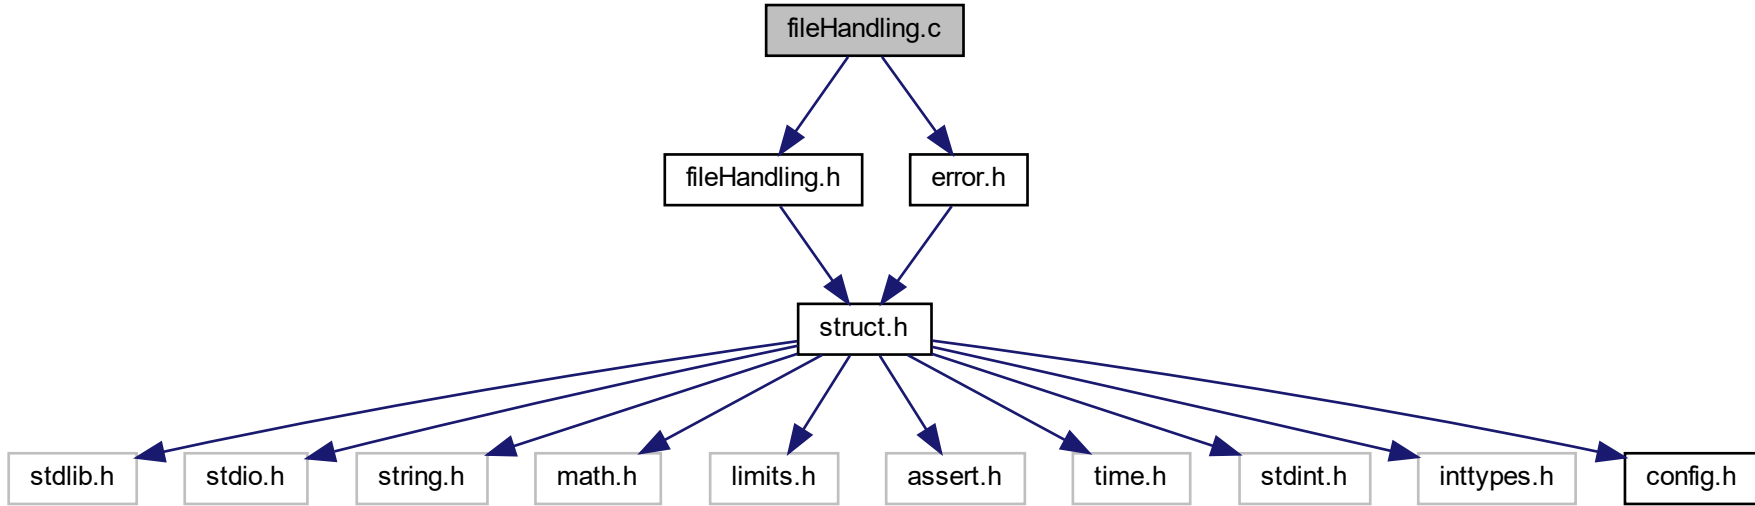 fileHandling.c
fileHandling.h
error.h
struct.h
stdlib.h
stdio.h
string.h
math.h
limits.h
assert.h
time.h
stdint.h
inttypes.h
config.h